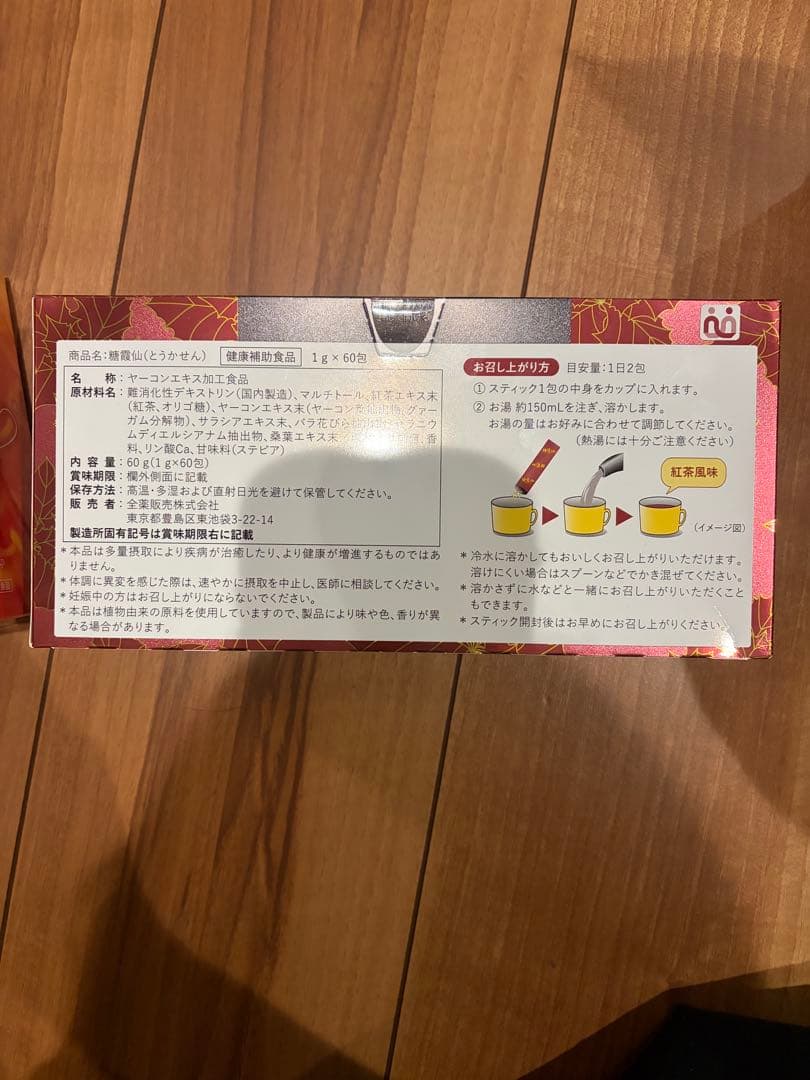 商品名:糖霞仙(とうかせん) 健康補助食品 1g×60包
名 称:ヤーコンエキス加工食品
原材料名:難消化性デキストリン(国内製造)、マルチトール、紅茶エキス末
(紅茶、オリゴ糖)、ヤーコンエキス末(ヤーコン葉抽出物、グァー
ガム分解物)、サラシアエキス末、バラ花びら抽出物、ゼラニウ
ムディエルシアナム抽出物、桑葉エキス末、香
料、リン酸Ca、甘味料(ステビア)
内 容 量:60g(1g×60包)
賞味期限:欄外側面に記載
保存方法:高温・多湿および直射日光を避けて保管してください。
販 売 者:全薬販売株式会社
東京都豊島区東池袋3-22-14
製造所固有記号は賞味期限右に記載
*本品は多量摂取により疾病が治癒したり、より健康が増進するものではあ
りません。
*体調に異変を感じた際は、速やかに摂取を中止し、医師に相談してください。
*妊娠中の方はお召し上がりにならないでください。
*本品は植物由来の原料を使用していますので、製品により味や色、香りが異
なる場合があります。
お召し上がり方 目安量:1日2包
①スティック1包の中身をカップに入れます。
②お湯 約150mLを注ぎ、溶かします。
お湯の量はお好みに合わせて調節してください。
(熱湯には十分ご注意ください)
紅茶風味
(イメージ図)
*冷水に溶かしてもおいしくお召し上がりいただけます。
溶けにくい場合はスプーンなどでかき混ぜてください。
*溶かさずに水などと一緒にお召し上がりいただくこと
もできます。
*スティック開封後はお早めにお召し上がりください。